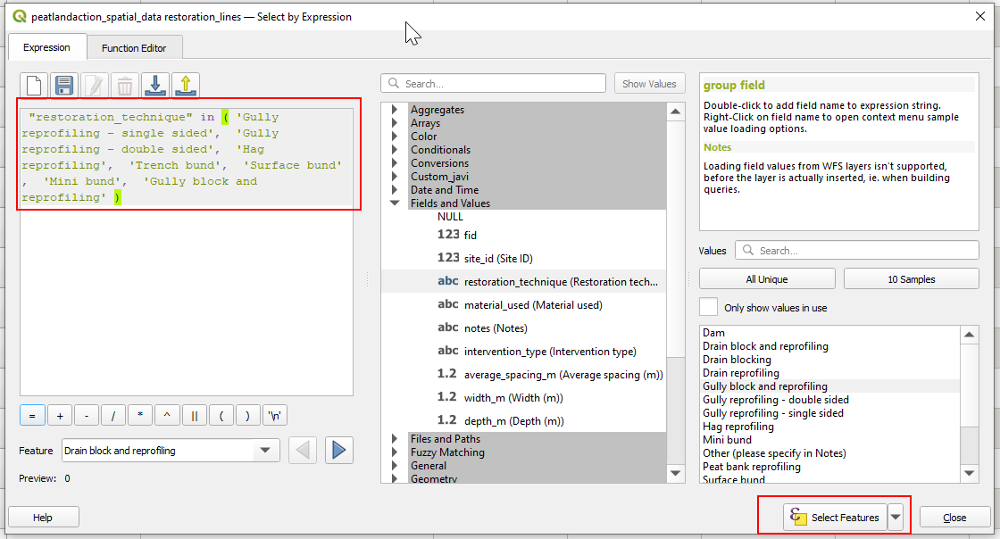 peatlandaction_spatial_data restoration_lines — Select by Expression
Expression
Function Editor
"restoration_technique" in ( 'Gully
reprofiling - single sided', 'Gully
reprofiling - double sided', 'Hag
reprofiling', 'Trench bund', 'Surface bund'
, 'Mini bund', 'Gully block and
reprofiling' )
= + - / * ^ || ( ) '\n'
Feature
Drain block and reprofiling
Preview: 0
Help
Search...
Show Values
Aggregates
Arrays
Color
Conditionals
Conversions
Custom_javi
Date and Time
Fields and Values
NULL
123 fid
123 site_id (Site ID)
abc restoration_technique (Restoration tech...
abc material_used (Material used)
abc notes (Notes)
abc intervention_type (Intervention type)
1.2 average_spacing_m (Average spacing (m))
1.2 width_m (Width (m))
1.2 depth_m (Depth (m))
Files and Paths
Fuzzy Matching
General
Geometry
group field
Double-click to add field name to expression string.
Right-Click on field name to open context menu sample
value loading options.
Notes
Loading field values from WFS layers isn't supported,
before the layer is actually inserted, ie. when building
queries.
Values
Search...
All Unique
10 Samples
Only show values in use
Dam
Drain block and reprofiling
Drain blocking
Drain reprofiling
Gully block and reprofiling
Gully reprofiling - double sided
Gully reprofiling - single sided
Hag reprofiling
Mini bund
Other (please specify in Notes)
Peat bank reprofiling
Surface bund
Select Features
Close